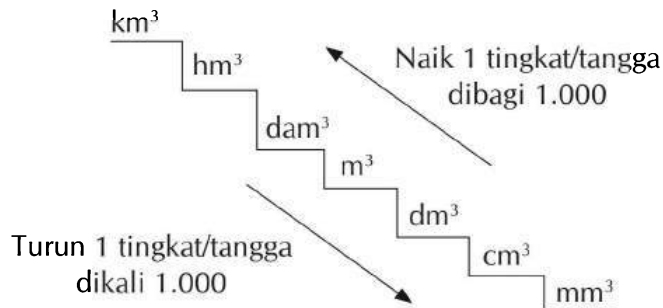 km³
hm³
dam³
m³
dm³
cm³
mm³
Naik 1 tingkat/tangga
dibagi 1.000
Turun 1 tingkat/tangga
dikali 1.000